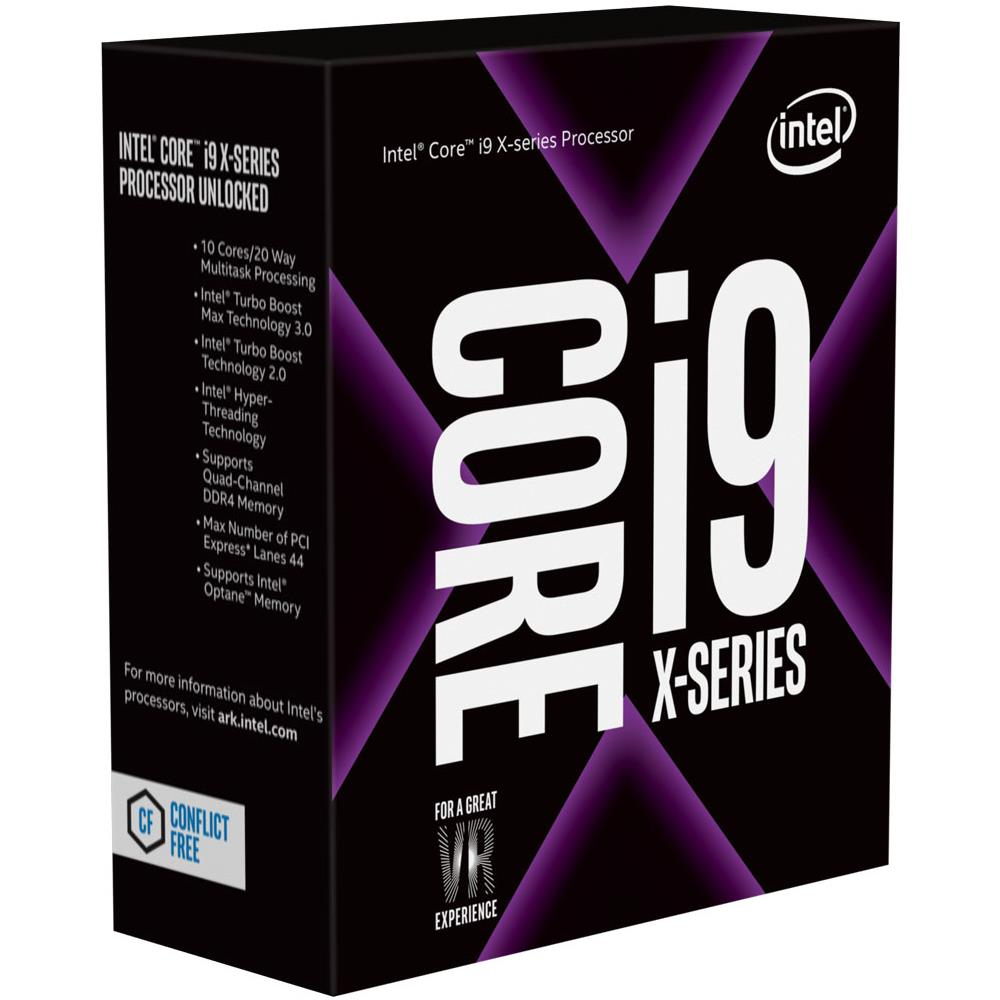 INTEL® CORE™ i9 X-SERIES
PROCESSOR UNLOCKED
• 10 Cores/20 Way
Multitask Processing
• Intel® Turbo Boost
Max Technology 3.0
• Intel® Turbo Boost
Technology 2.0
• Intel® Hyper-
Threading
Technology
• Supports
Quad-Channel
DDR4 Memory
• Max Number of PCI
Express* Lanes 44
• Supports Intel®
Optane™ Memory
For more information about Intel's
processors, visit ark.intel.com
CF
CONFLICT
FREE
Intel® Core™ i9 X-series Processor
intel
CORE
i9
X-SERIES
FOR A GREAT
VR
EXPERIENCE